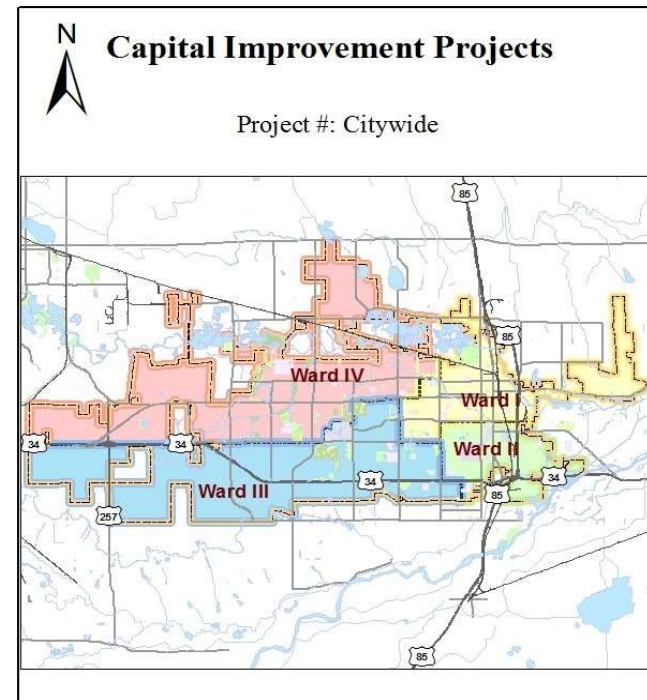 N
Capital Improvement Projects
Project #: Citywide
85
85
Ward IV
Ward I
34
34
Ward II
34
34
Ward III
85
257
85